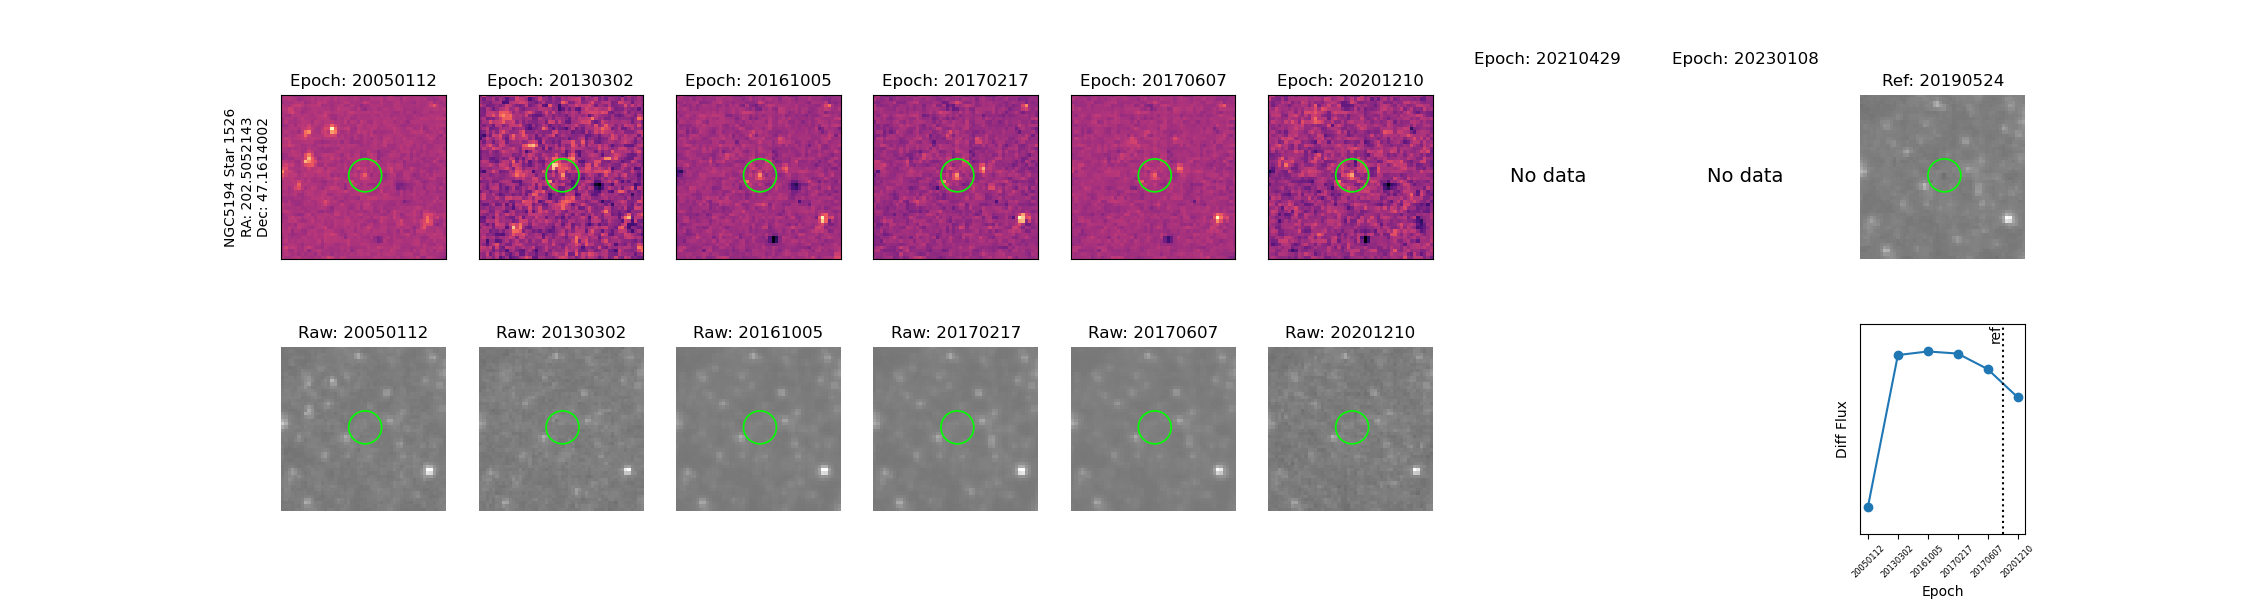 Epoch: 20050112
Epoch: 20130302
Epoch: 20161005
Epoch: 20170217
Epoch: 20170607
Epoch: 20201210
Epoch: 20210429
Epoch: 20230108
Ref: 20190524
NGC5194 Star 1526
RA: 202.5052143
Dec: 47.1614002
No data
No data
Raw: 20050112
Raw: 20130302
Raw: 20161005
Raw: 20170217
Raw: 20170607
Raw: 20201210
ref
Diff Flux
20050112
20130302
20161005
20170217
20170607
20201210
Epoch